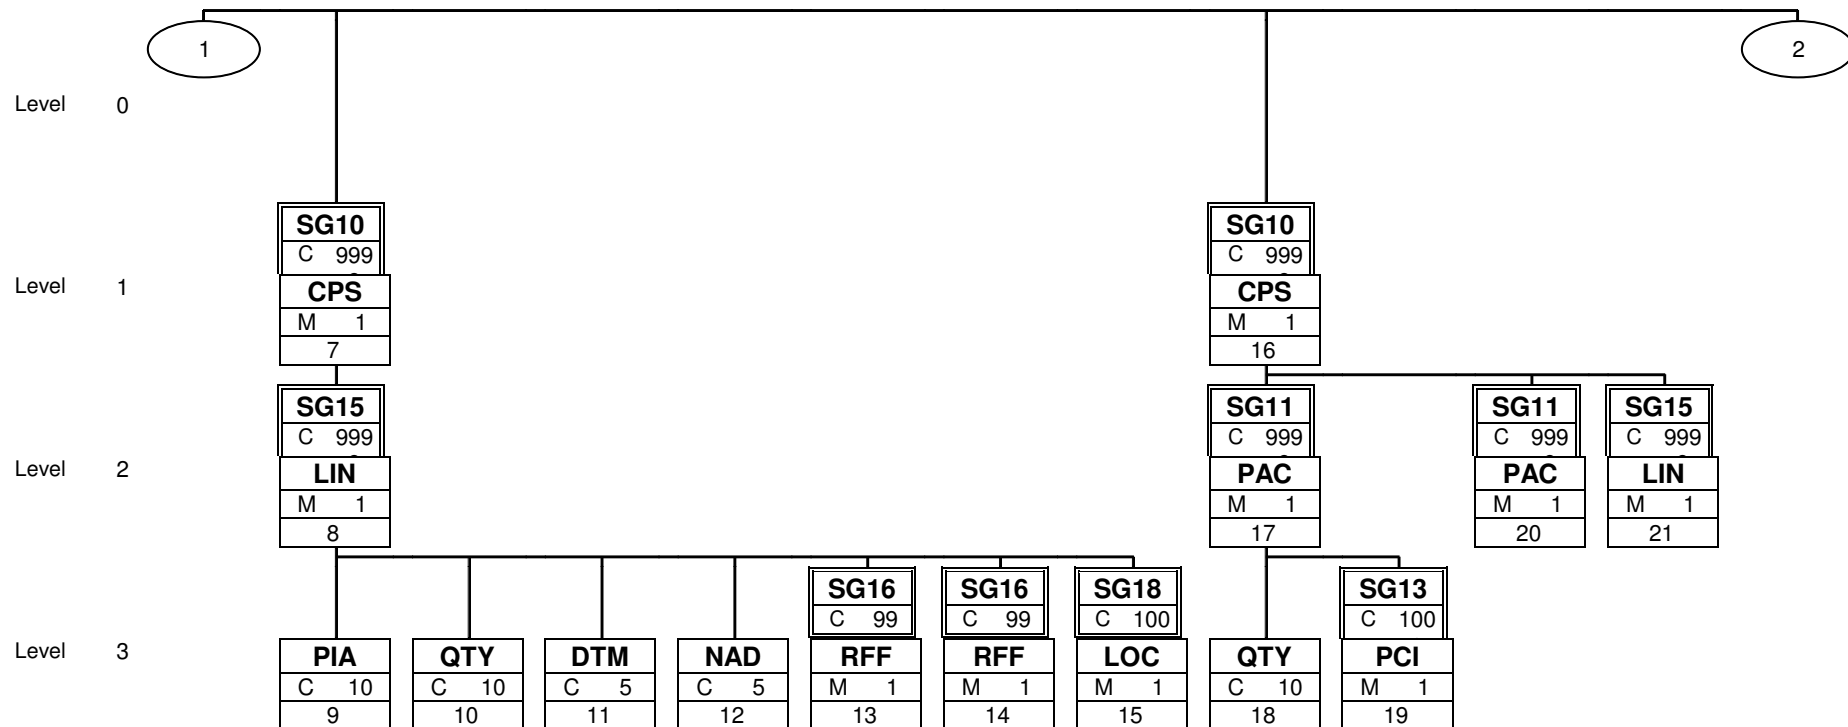 1 2
Level 0
SG10 SG10
C 999 C 999
Level 1 CPS CPS
M 1 M 1
7 16
SG15 SG11 SG11 SG15
C 999 C 999 C 999 C 999
Level 2 LIN PAC PAC LIN
M 1 M 1 M 1 M 1
8 17 20 21
SG16 SG16 SG18 SG13
C 99 C 99 C 100 C 100
Level 3 PIA QTY DTM NAD RFF RFF LOC QTY PCI
C 10 C 10 C 5 C 5 M 1 M 1 M 1 C 10 M 1
9 10 11 12 13 14 15 18 19